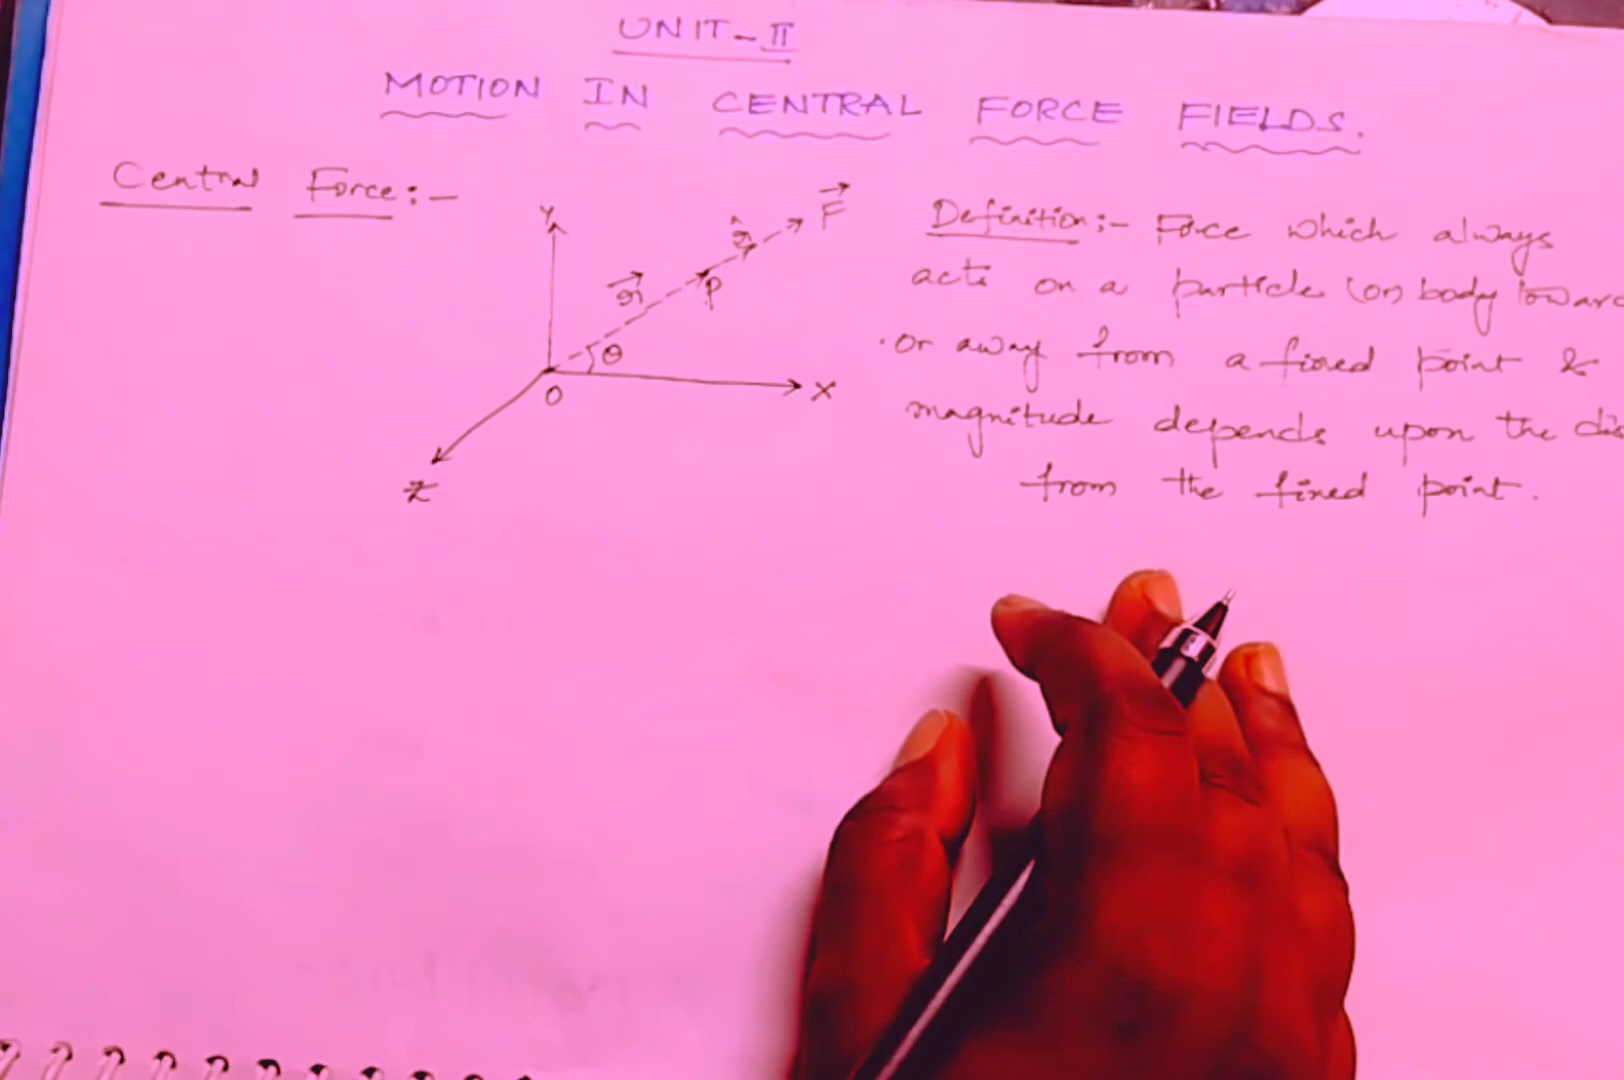 UNIT-II
MOTION IN CENTRAL FORCE FIELDS.
Central Force:-
Y
r̂
F⃗
r⃗
P
θ
O
X
Z
Definition:- Force which always
acts on a particle (or) body
or away from a fixed point &
magnitude depends upon the
from the fixed point.